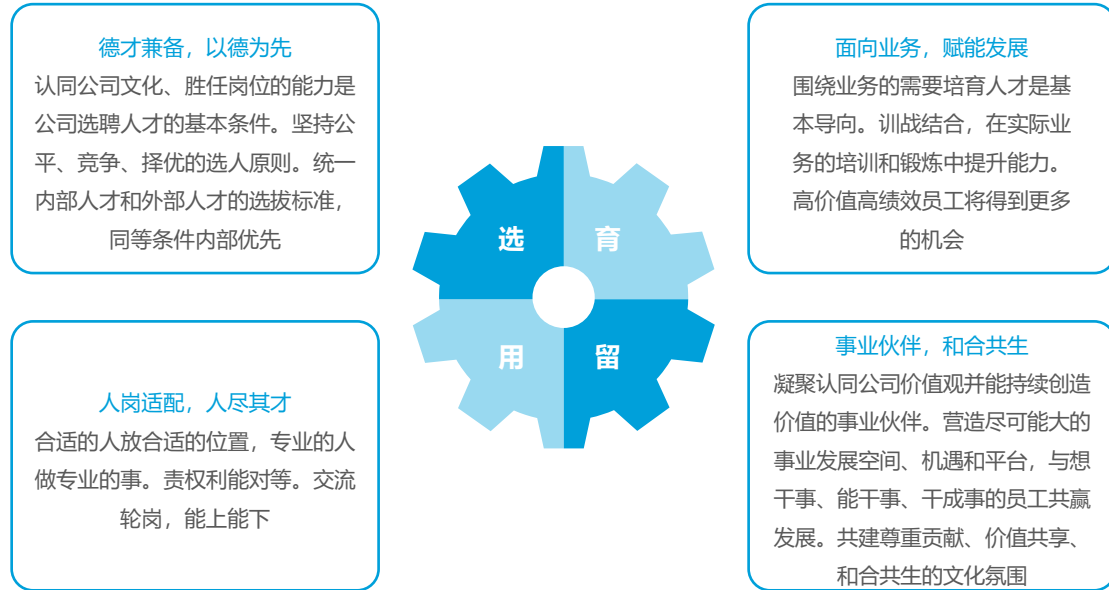 德才兼备，以德为先
认同公司文化、胜任岗位的能力是
公司选聘人才的基本条件。坚持公
平、竞争、择优的选人原则。统一
内部人才和外部人才的选拔标准，
同等条件内部优先
面向业务，赋能发展
围绕业务的需要培育人才是基
本导向。训战结合，在实际业
务的培训和锻炼中提升能力。
高价值高绩效员工将得到更多
的机会
选
育
用
留
人岗适配，人尽其才
合适的人放合适的位置，专业的人
做专业的事。责权利能对等。交流
轮岗，能上能下
事业伙伴，和合共生
凝聚认同公司价值观并能持续创造
价值的事业伙伴。营造尽可能大的
事业发展空间、机遇和平台，与想
干事、能干事、干成事的员工共赢
发展。共建尊重贡献、价值共享、
和合共生的文化氛围